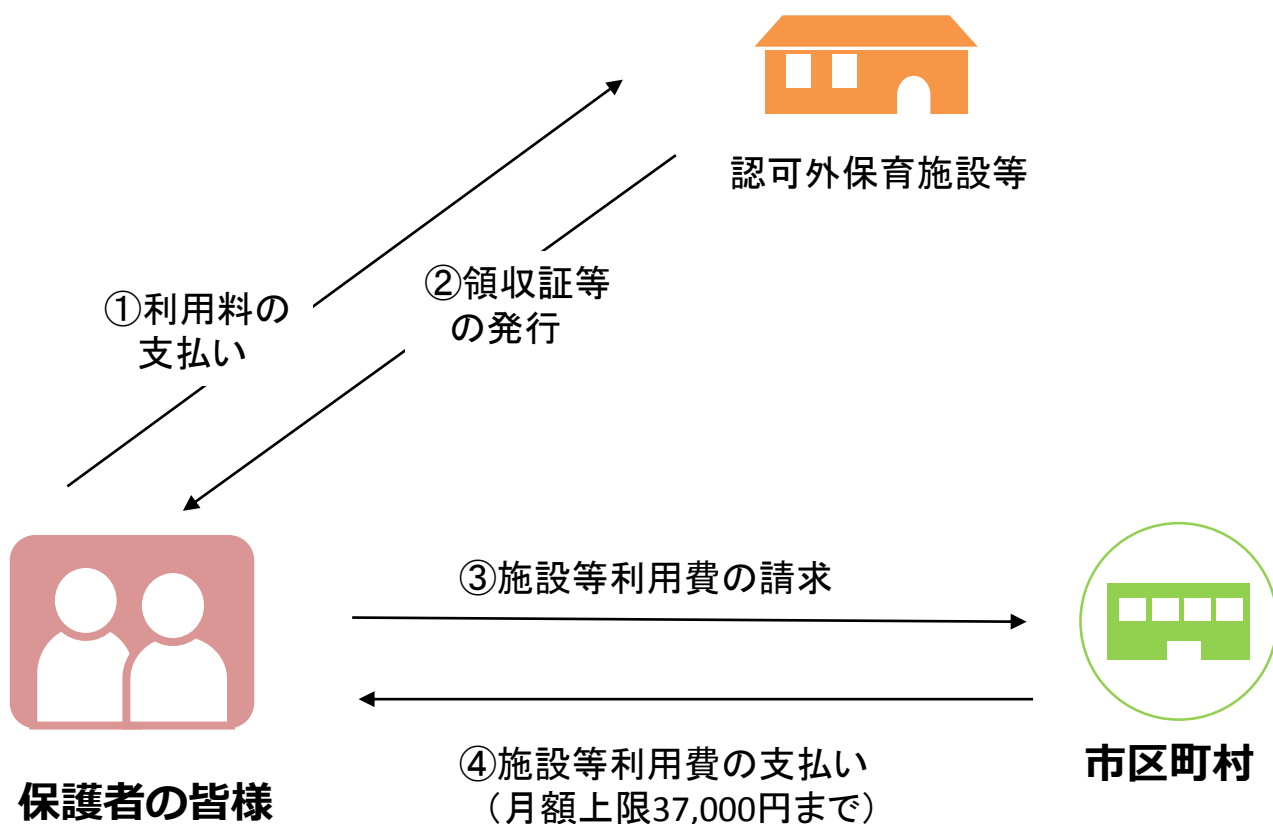 認可外保育施設等
①利用料の
支払い
②領収証等
の発行
③施設等利用費の請求
④施設等利用費の支払い
（月額上限37,000円まで）
保護者の皆様
市区町村